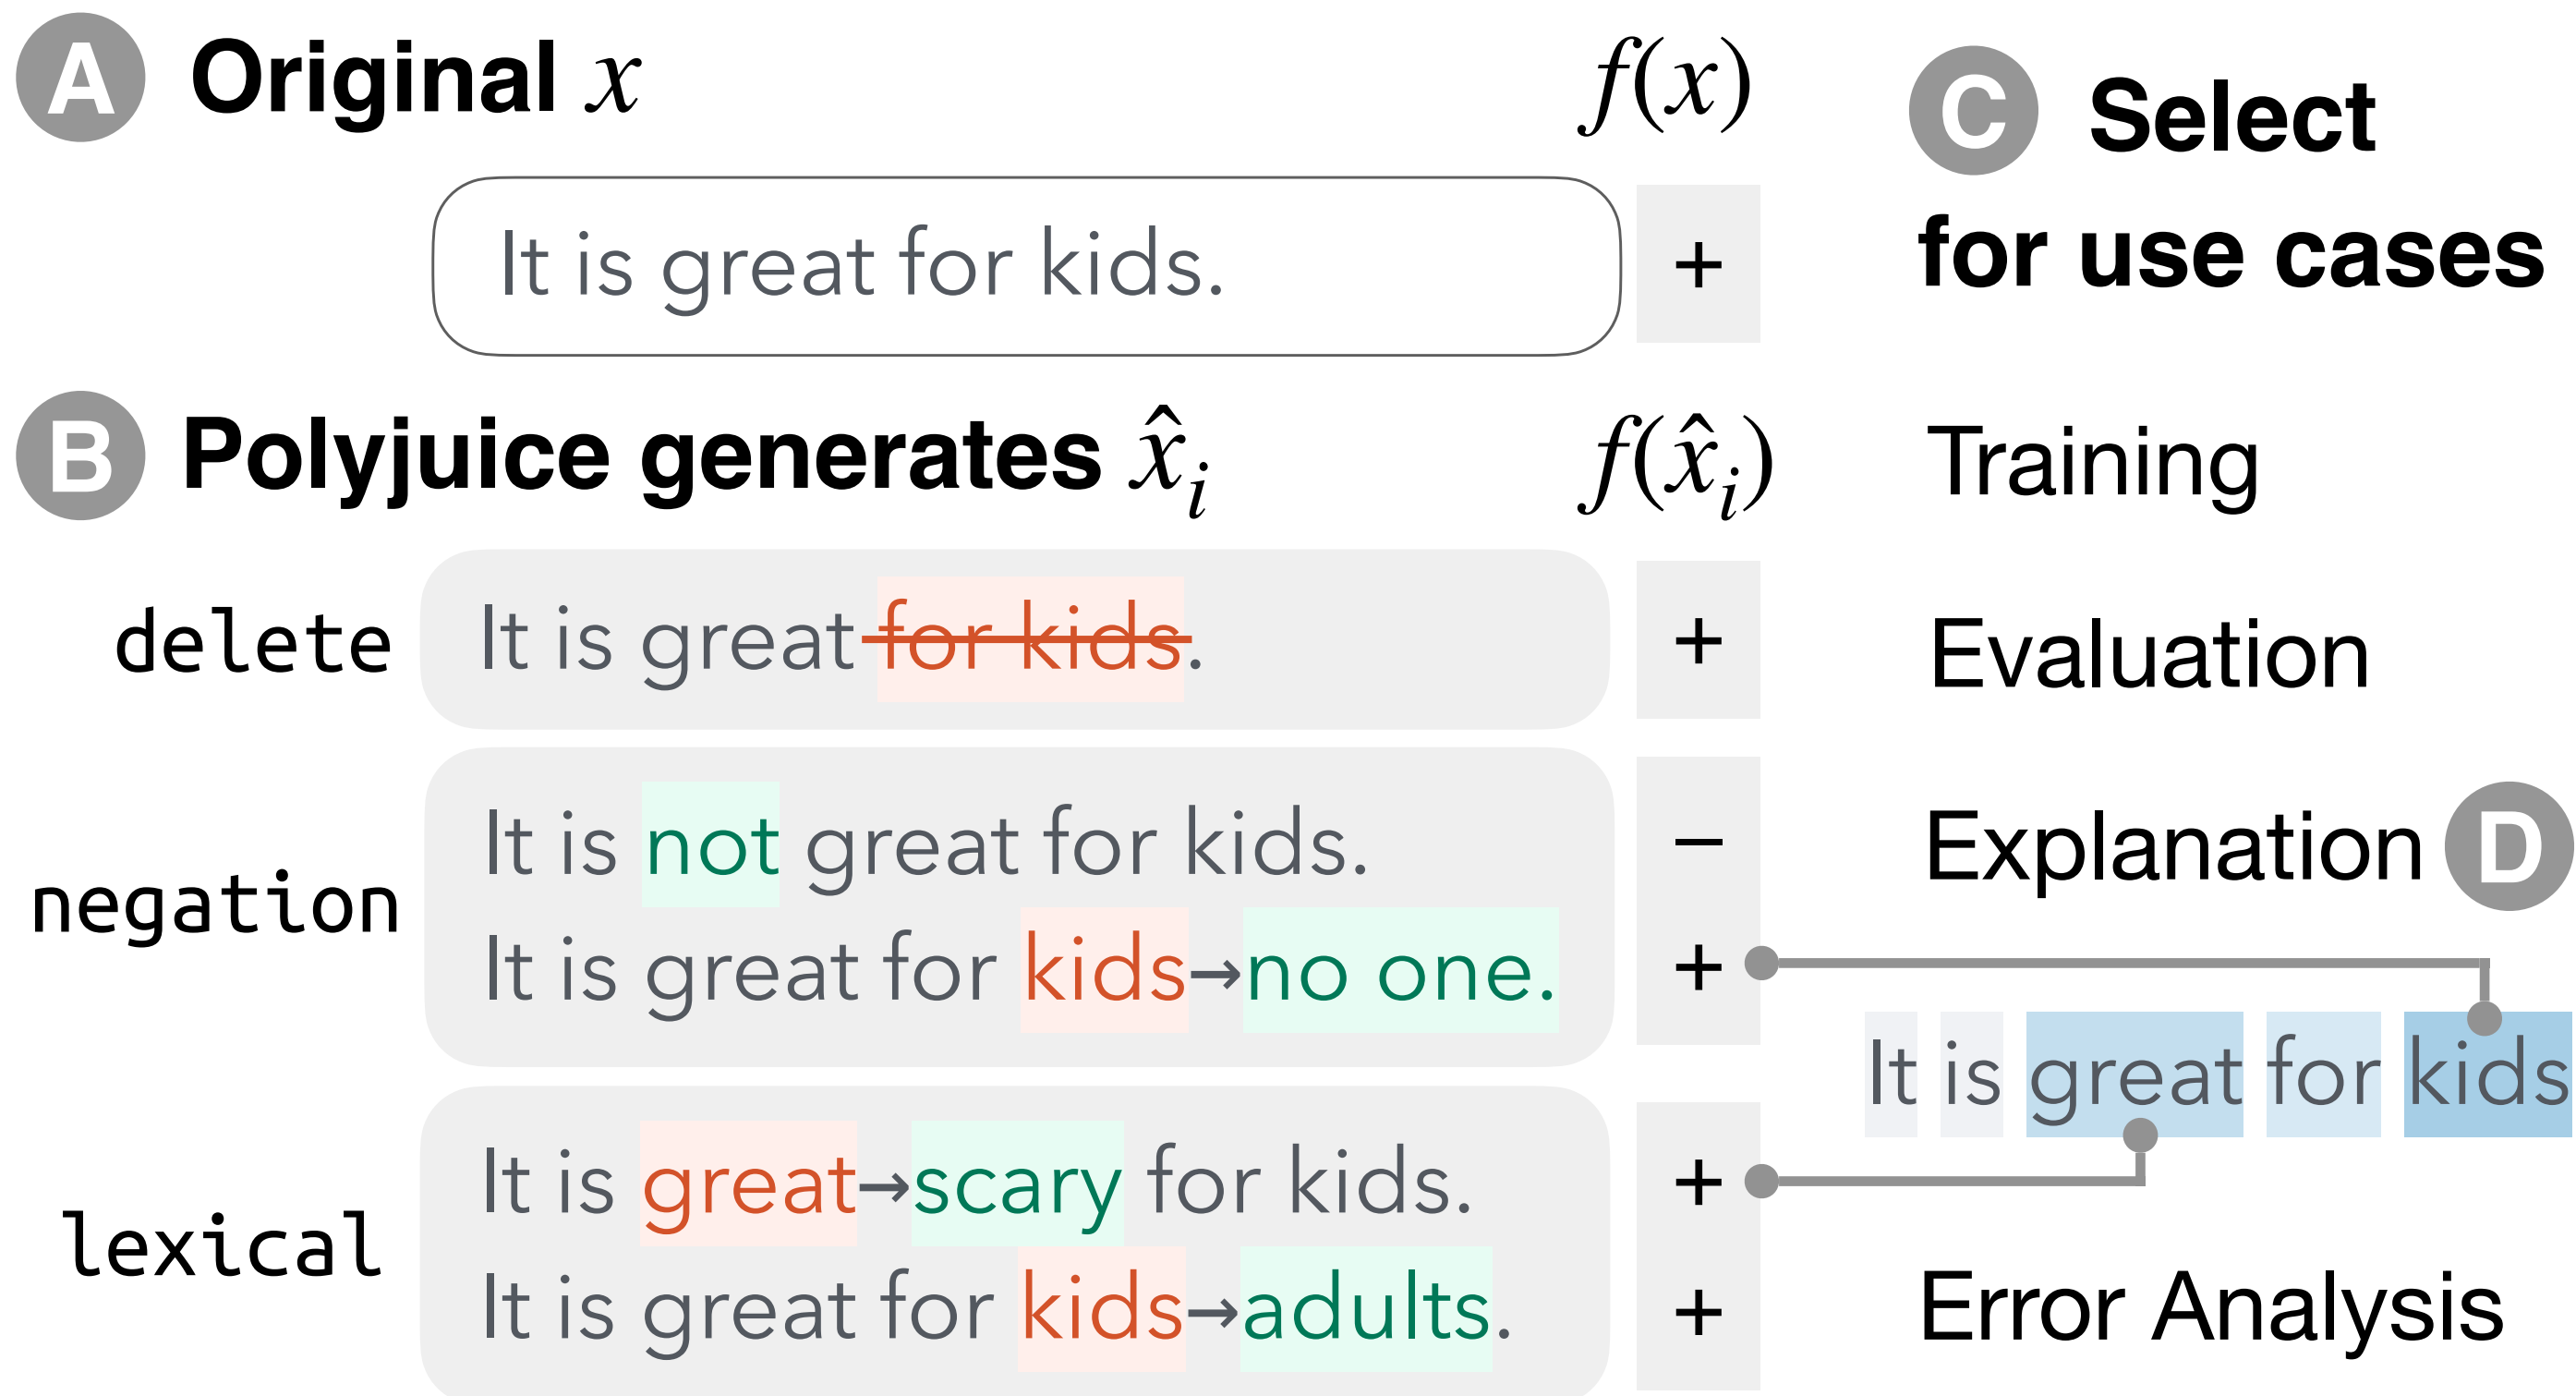 A Original x f(x)
It is great for kids. +
B Polyjuice generates x̂i f(x̂i)
delete It is great for kids. +
negation
It is not great for kids. –
It is great for kids→no one. +
lexical
It is great→scary for kids. +
It is great for kids→adults. +
C Select
for use cases
Training
Evaluation
Explanation D
It is great for kids
Error Analysis